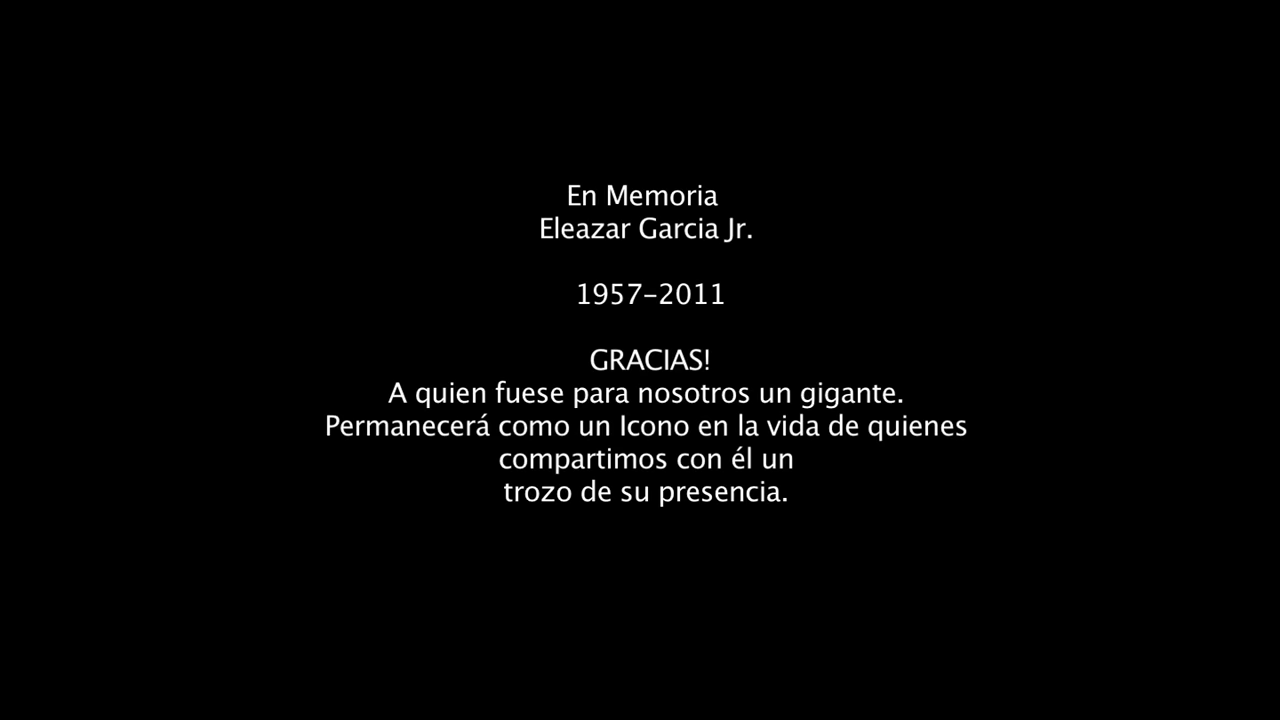 En Memoria
Eleazar Garcia Jr.
1957-2011
GRACIAS!
A quien fuese para nosotros un gigante.
Permanecerá como un Icono en la vida de quienes
compartimos con él un
trozo de su presencia.